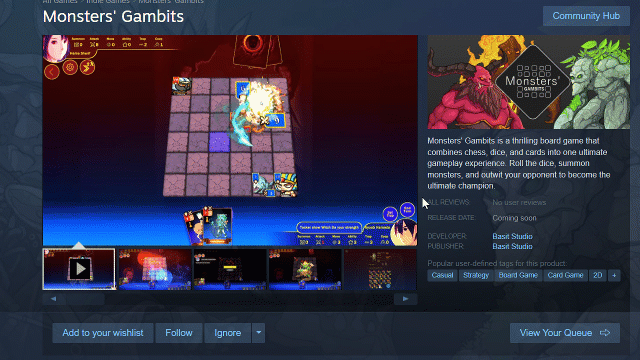 All Games > Indie Games > Monsters' Gambits
Monsters' Gambits
Community Hub
Monsters'
GAMBITS
Monsters' Gambits is a thrilling board game that
combines chess, dice, and cards into one ultimate
gameplay experience. Roll the dice, summon
monsters, and outwit your opponent to become the
ultimate champion.
ALL REVIEWS: No user reviews
RELEASE DATE: Coming soon
DEVELOPER: Basit Studio
PUBLISHER: Basit Studio
Popular user-defined tags for this product:
Casual Strategy Board Game Card Game 2D +
Add to your wishlist Follow Ignore View Your Queue